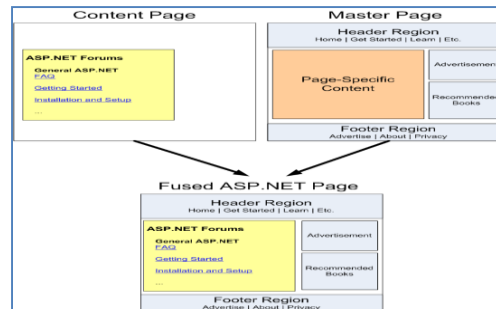 Content Page
ASP.NET Forums
General ASP.NET
FAQ
Getting Started
Installation and Setup
...
Master Page
Header Region
Home | Get Started | Learn | Etc.
Page-Specific
Content
Advertisement
Recommended
Books
Footer Region
Advertise | About | Privacy
Fused ASP.NET Page
Header Region
Home | Get Started | Learn | Etc.
ASP.NET Forums
General ASP.NET
FAQ
Getting Started
Installation and Setup
...
Advertisement
Recommended
Books
Footer Region
Advertise | About | Privacy